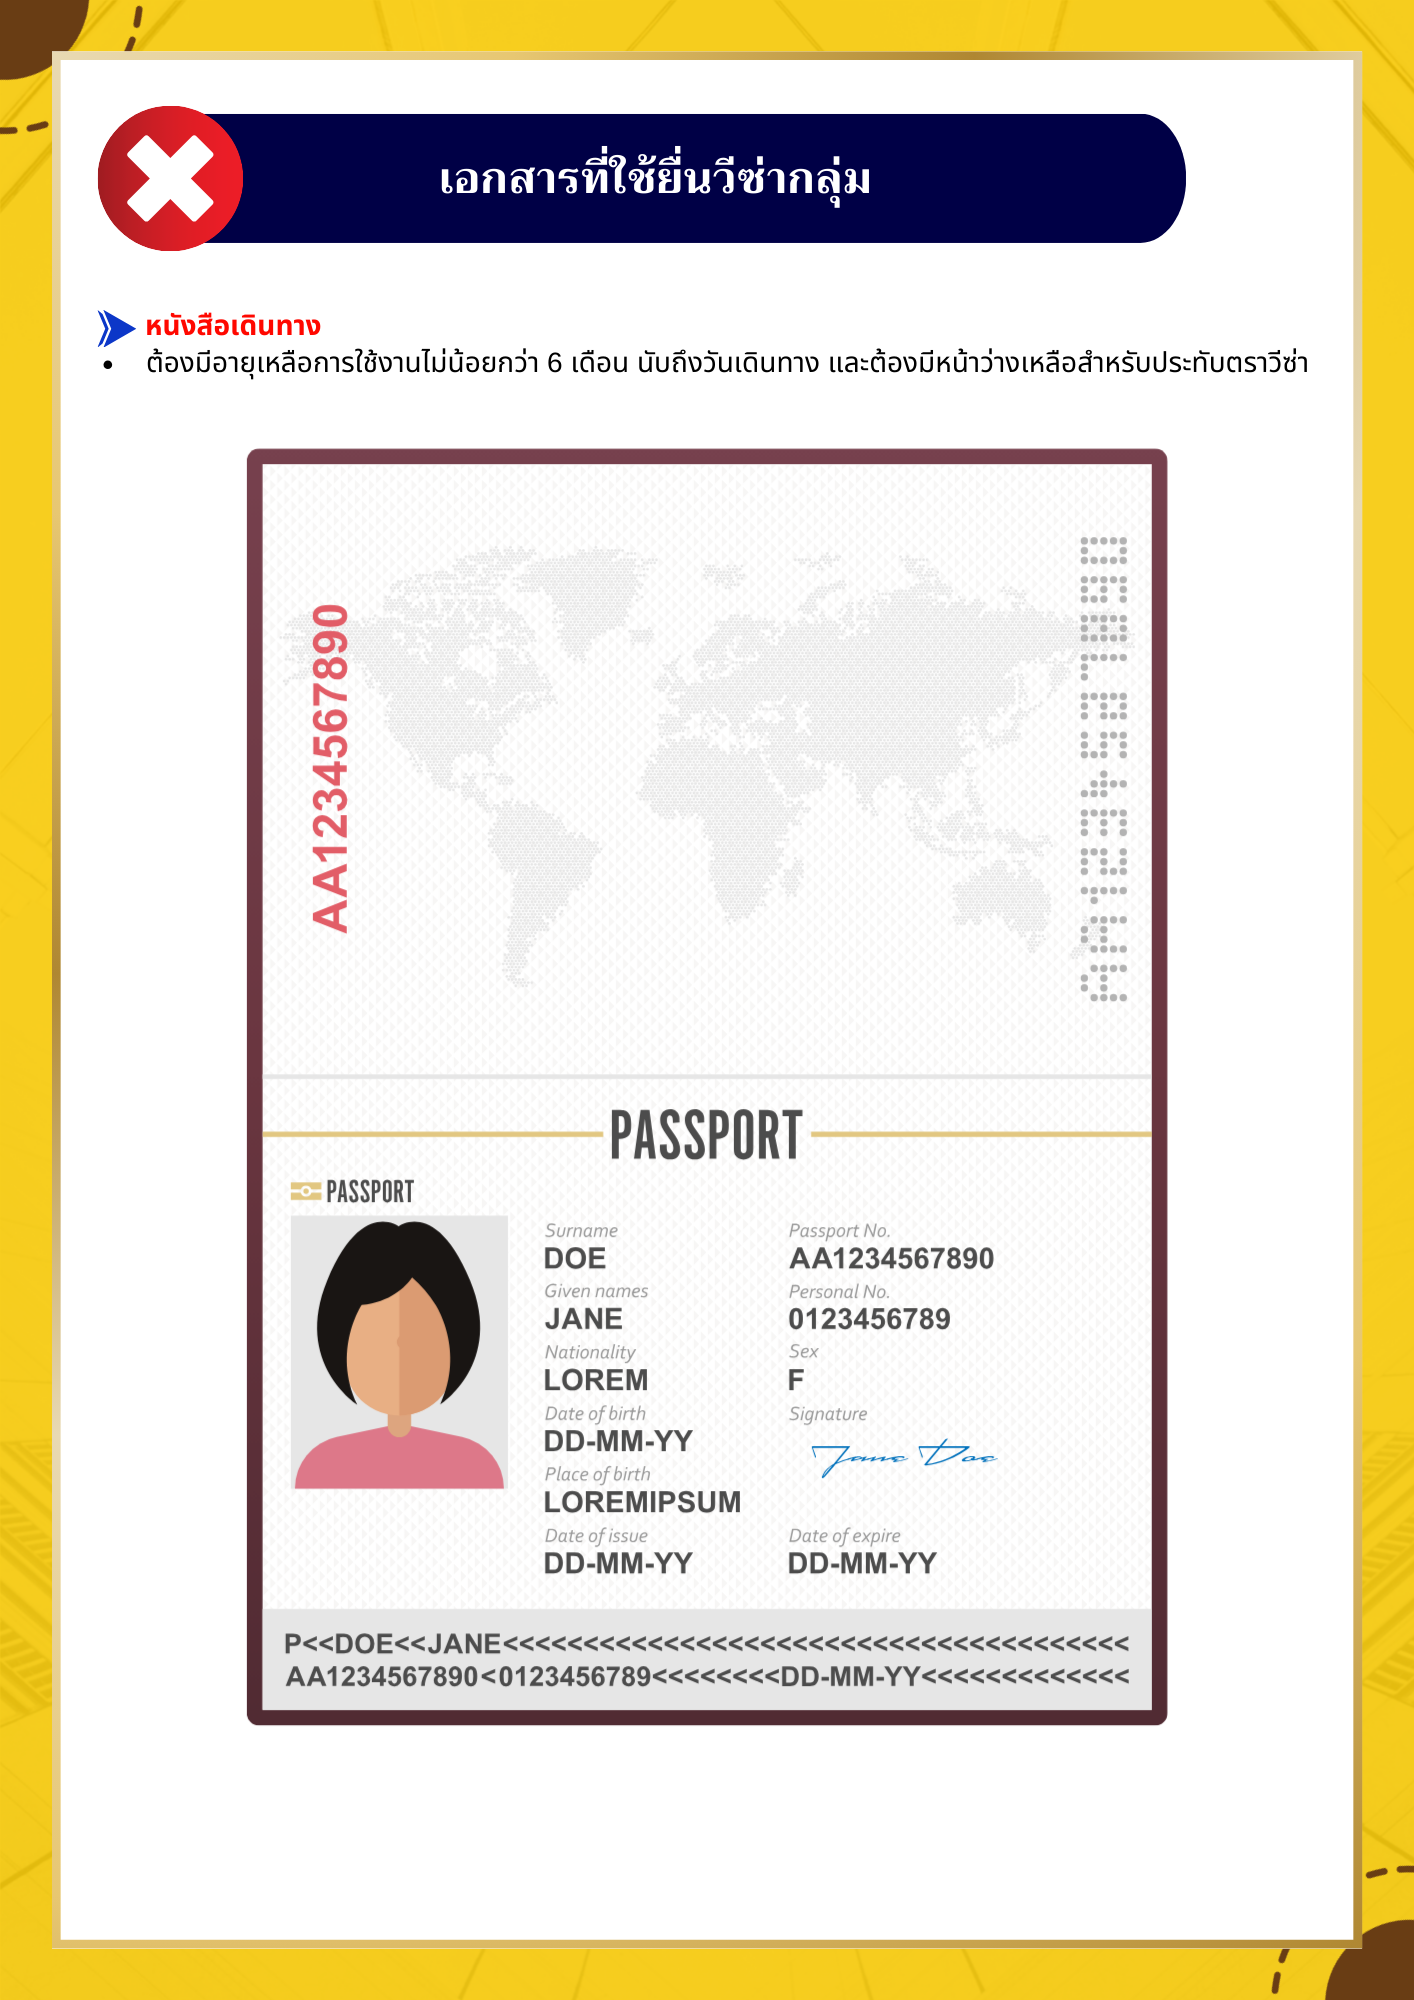 เอกสารที่ใช้ยื่นวีซ่ากลุ่ม
หนังสือเดินทาง
• ต้องมีอายุเหลือการใช้งานไม่น้อยกว่า 6 เดือน นับถึงวันเดินทาง และต้องมีหน้าว่างเหลือสำหรับประทับตราวีซ่า
AA1234567890
AA1234567890
PASSPORT
PASSPORT
Surname
DOE
Given names
JANE
Nationality
LOREM
Date of birth
DD-MM-YY
Place of birth
LOREMIPSUM
Date of issue
DD-MM-YY
Passport No.
AA1234567890
Personal No.
0123456789
Sex
F
Signature
Jane Doe
Date of expire
DD-MM-YY
P<<DOE<<JANE<<<<<<<<<<<<<<<<<<<<<<<<<<<<<<<<<<<<<<<
AA1234567890<0123456789<<<<<<<<DD-MM-YY<<<<<<<<<<<<<